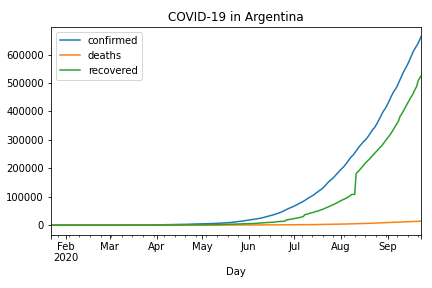 COVID-19 in Argentina
confirmed
deaths
recovered
600000
500000
400000
300000
200000
100000
0
Feb Mar Apr May Jun Jul Aug Sep
2020
Day